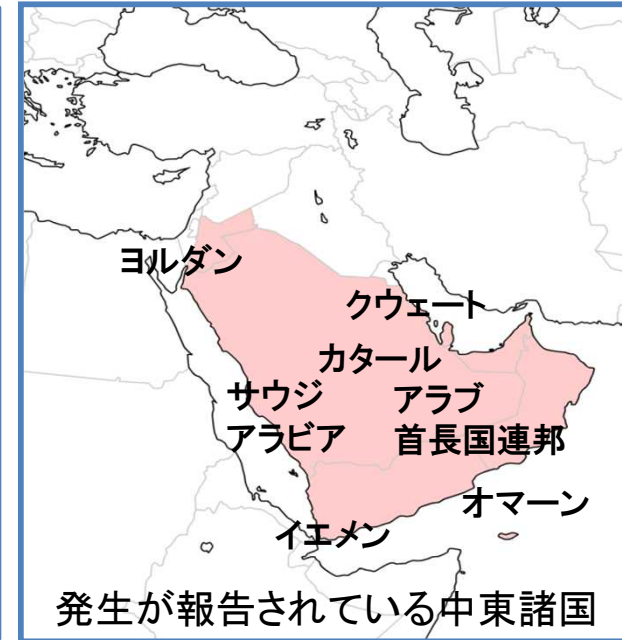 ヨルダン
クウェート
カタール
サウジ
アラビア
アラブ
首長国連邦
オマーン
イエメン
発生が報告されている中東諸国